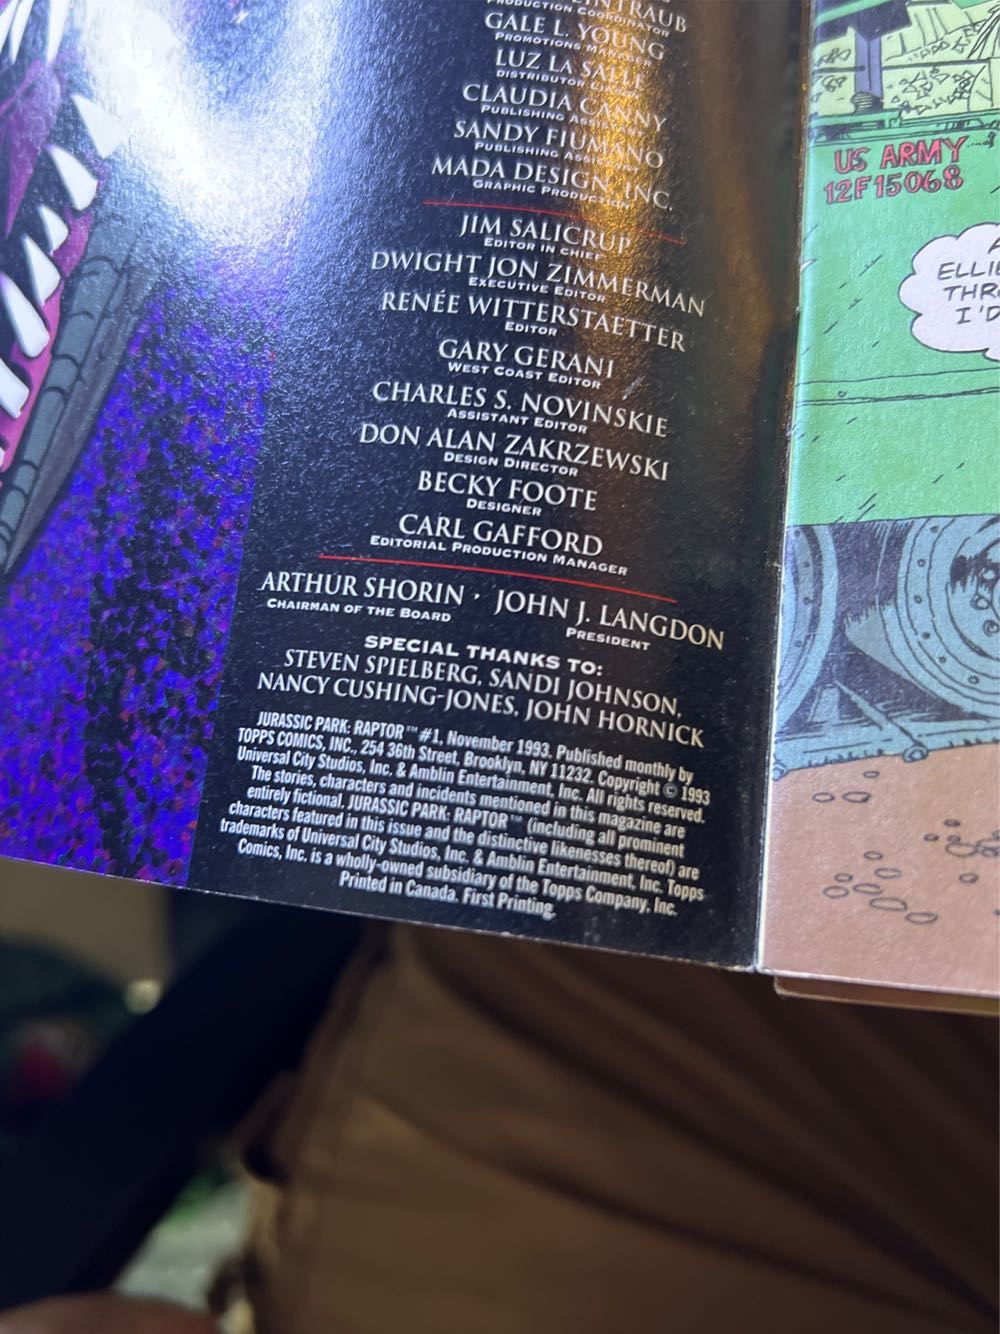 PRODUCTION COORDINATOR
GALE L. YOUNG
PROMOTIONS MANAGER
LUZ LA SALLE
DISTRIBUTOR
CLAUDIA CANNY
PUBLISHING ASSISTANT
SANDY FIUMANO
PUBLISHING ASSISTANT
MADA DESIGN, INC.
GRAPHIC PRODUCTION
JIM SALICRUP
EDITOR IN CHIEF
DWIGHT JON ZIMMERMAN
EXECUTIVE EDITOR
RENÉE WITTERSTAETTER
EDITOR
GARY GERANI
WEST COAST EDITOR
CHARLES S. NOVINSKIE
ASSISTANT EDITOR
DON ALAN ZAKRZEWSKI
DESIGN DIRECTOR
BECKY FOOTE
DESIGNER
CARL GAFFORD
EDITORIAL PRODUCTION MANAGER
ARTHUR SHORIN · JOHN J. LANGDON
CHAIRMAN OF THE BOARD PRESIDENT
SPECIAL THANKS TO:
STEVEN SPIELBERG, SANDI JOHNSON,
NANCY CUSHING-JONES, JOHN HORNICK
JURASSIC PARK: RAPTOR™ #1, November 1993. Published monthly by
TOPPS COMICS, INC., 254 36th Street, Brooklyn, NY 11232. Copyright © 1993
Universal City Studios, Inc. & Amblin Entertainment, Inc. All rights reserved.
The stories, characters and incidents mentioned in this magazine are
entirely fictional. JURASSIC PARK: RAPTOR™ (including all prominent
characters featured in this issue and the distinctive likenesses thereof) are
trademarks of Universal City Studios, Inc. & Amblin Entertainment, Inc. Topps
Comics, Inc. is a wholly-owned subsidiary of the Topps Company, Inc.
Printed in Canada. First Printing.
US ARMY
12F15068
ELLIE
THR
I'D